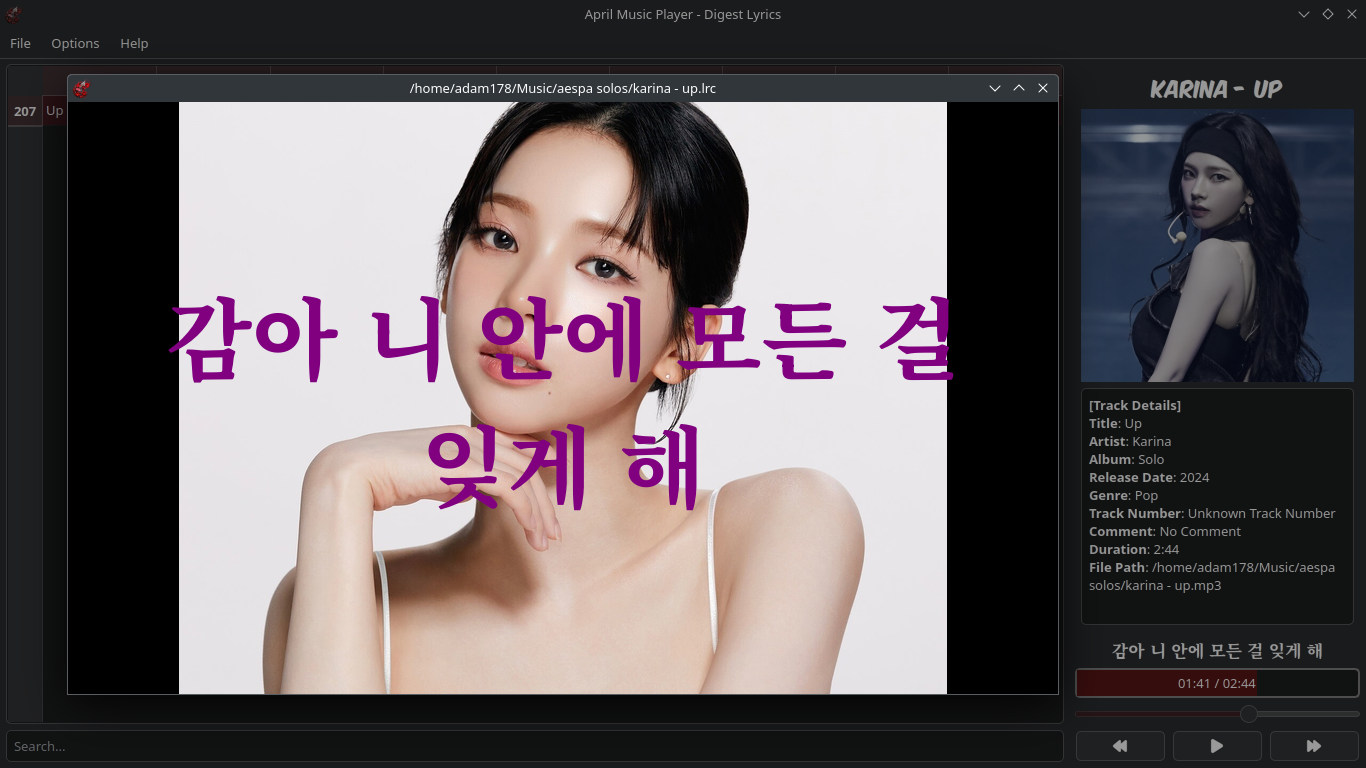 April Music Player - Digest Lyrics
File Options Help
/home/adam178/Music/aespa solos/karina - up.lrc
207 Up
감아 니 안에 모든 걸
잊게 해
KARINA - UP
[Track Details]
Title: Up
Artist: Karina
Album: Solo
Release Date: 2024
Genre: Pop
Track Number: Unknown Track Number
Comment: No Comment
Duration: 2:44
File Path: /home/adam178/Music/aespa
solos/karina - up.mp3
감아 니 안에 모든 걸 잊게 해
01:41 / 02:44
Search...